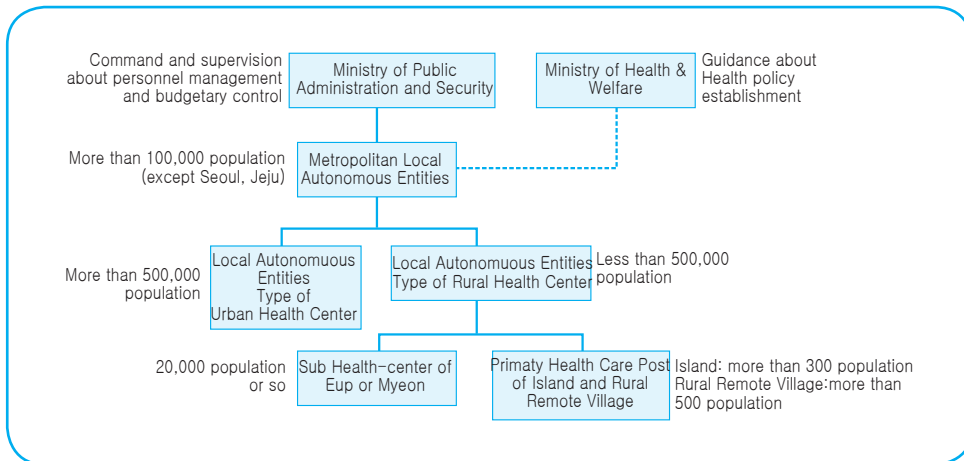 Command and supervision
about personnel management
and budgetary control
Ministry of Public
Administration and Security
Ministry of Health &
Welfare
Guidance about
Health policy
establishment
More than 100,000 population
(except Seoul, Jeju)
Metropolitan Local
Autonomous Entities
More than 500,000
population
Local Autonomuous
Entities
Type of
Urban Health Center
Local Autonomuous Entities
Type of Rural Health Center
Less than 500,000
population
20,000 population
or so
Sub Health-center of
Eup or Myeon
Primaty Health Care Post
of Island and Rural
Remote Village
Island: more than 300 population
Rural Remote Village:more than
500 population